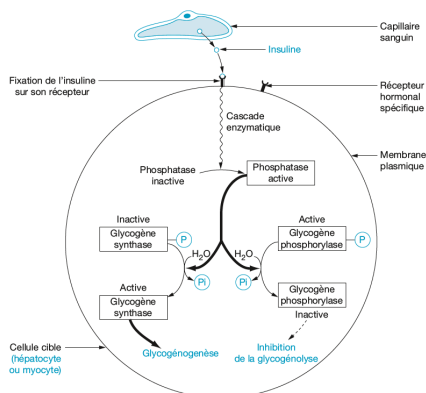 Capillaire
sanguin
Insuline
Fixation de l'insuline
sur son récepteur
Récepteur
hormonal
spécifique
Cascade
enzymatique
Membrane
plasmique
Phosphatase
inactive
Phosphatase
active
Inactive
Glycogène
synthase
P
Active
Glycogène
phosphorylase
P
H2O
H2O
Pi
Pi
Active
Glycogène
synthase
Glycogène
phosphorylase
Inactive
Cellule cible
(hépatocyte
ou myocyte)
Glycogénogenèse
Inhibition
de la glycogénolyse